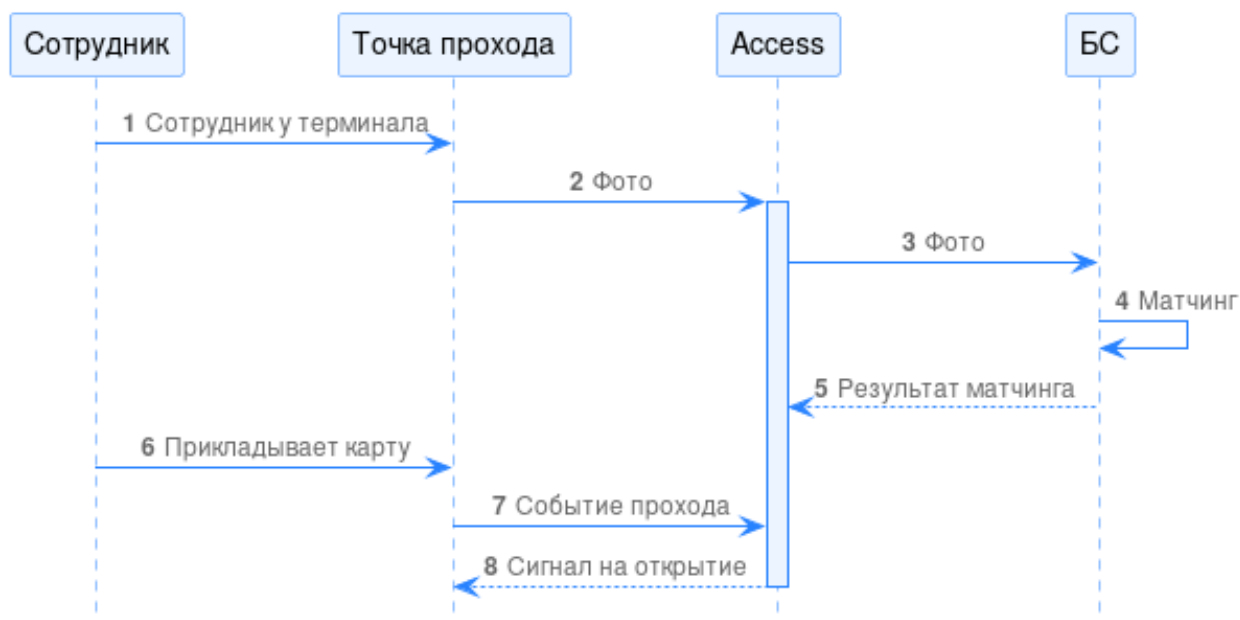 Сотрудник
Точка прохода
Access
БС
1 Сотрудник у терминала
2 Фото
3 Фото
4 Матчинг
5 Результат матчинга
6 Прикладывает карту
7 Событие прохода
8 Сигнал на открытие